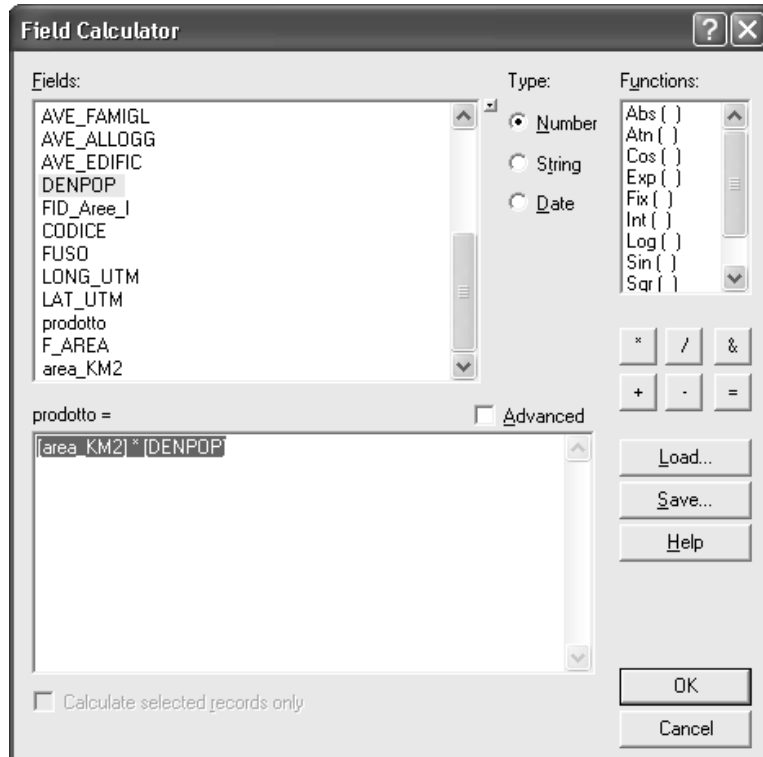 Field Calculator
Fields:
AVE_FAMIGL
AVE_ALLOGG
AVE_EDIFIC
DENPOP
FID_Aree_I
CODICE
FUSO
LONG_UTM
LAT_UTM
prodotto
F_AREA
area_KM2
Type:
Number
String
Date
Functions:
Abs ( )
Atn ( )
Cos ( )
Exp ( )
Fix ( )
Int ( )
Log ( )
Sin ( )
Sqr ( )
* / &
+ - =
prodotto =
Advanced
[area_KM2] * [DENPOP]
Load...
Save...
Help
Calculate selected records only
OK
Cancel